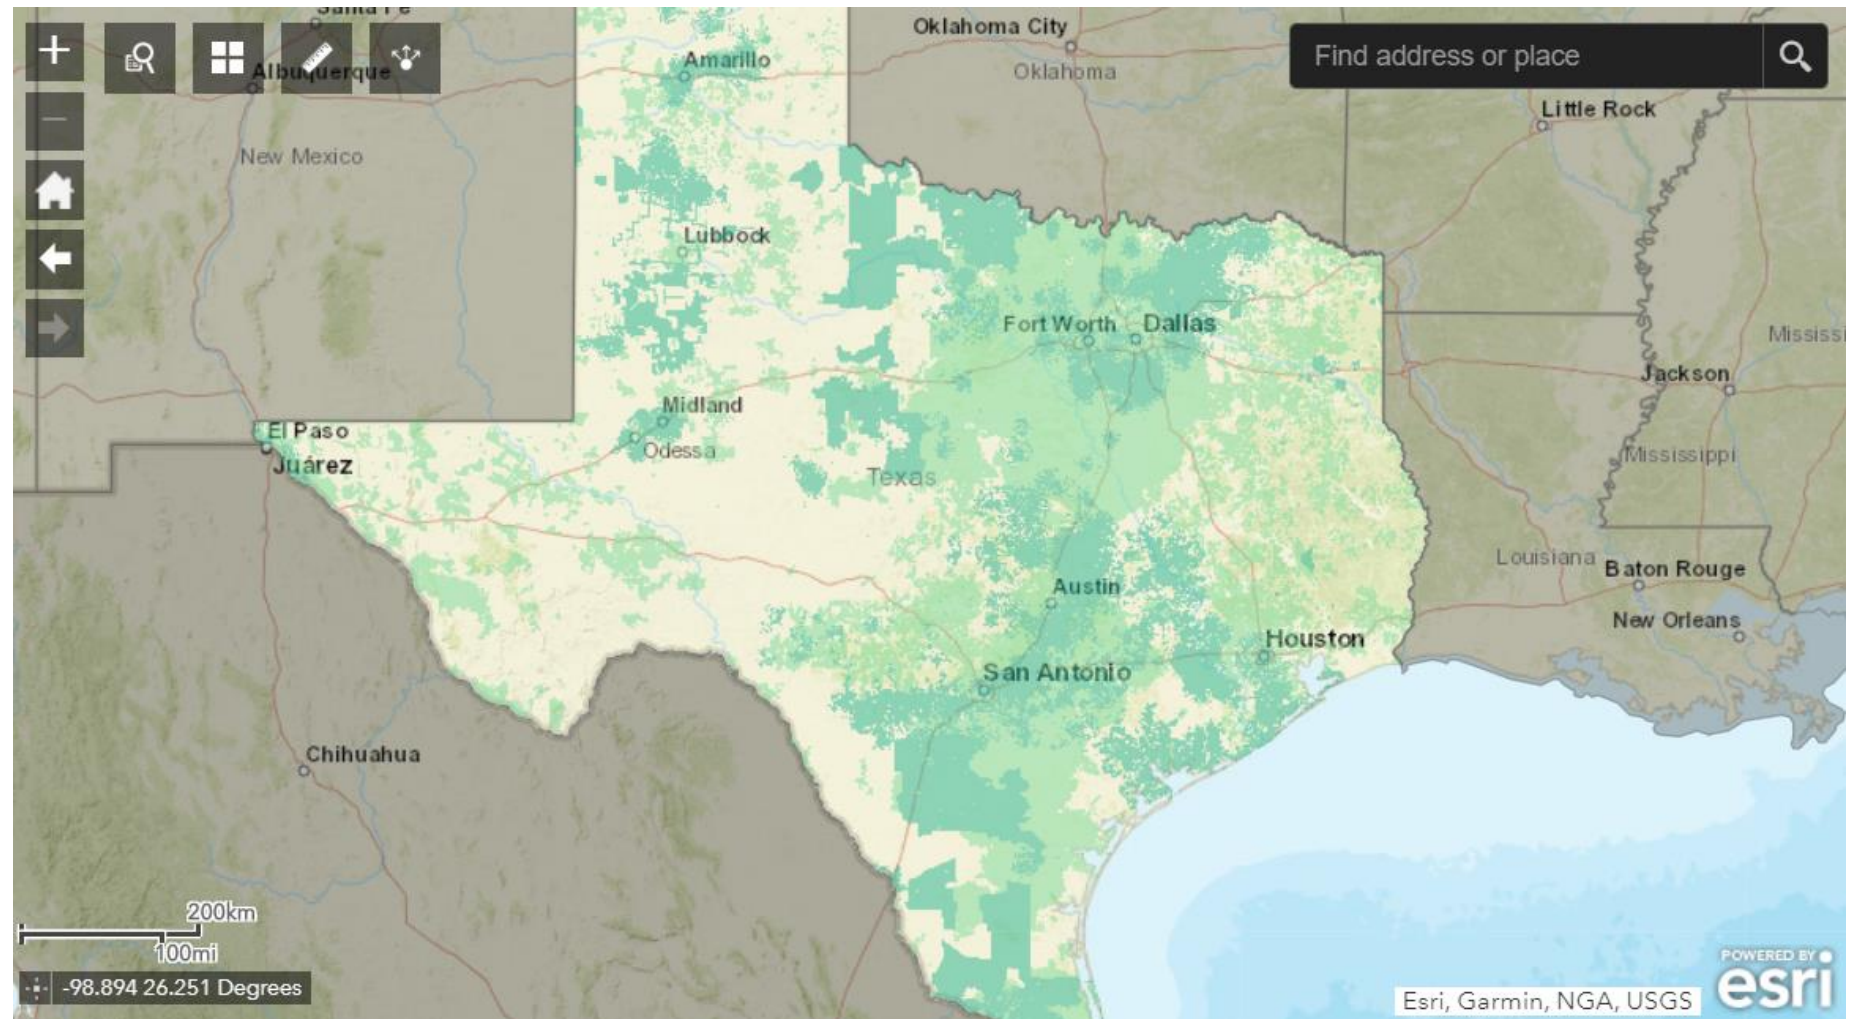 Santa Fe
Oklahoma City
Find address or place
Albuquerque
Amarillo
Oklahoma
Little Rock
New Mexico
Lubbock
Fort Worth
Dallas
Mississi
Jackson
Midland
El Paso
Odessa
Juárez
Texas
Mississippi
Louisiana
Baton Rouge
Austin
New Orleans
Houston
San Antonio
Chihuahua
200km
100mi
-98.894 26.251 Degrees
POWERED BY
esri
Esri, Garmin, NGA, USGS